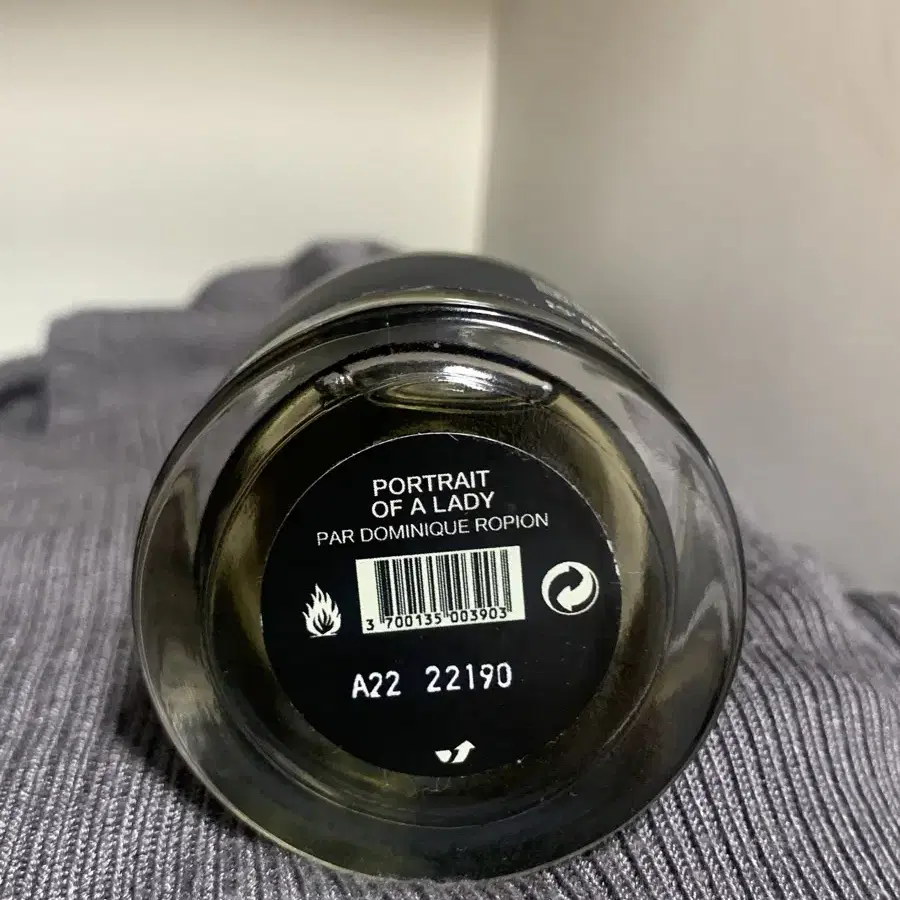 PORTRAIT
OF A LADY
PAR DOMINIQUE ROPION
3 700135 003903
A22 22190